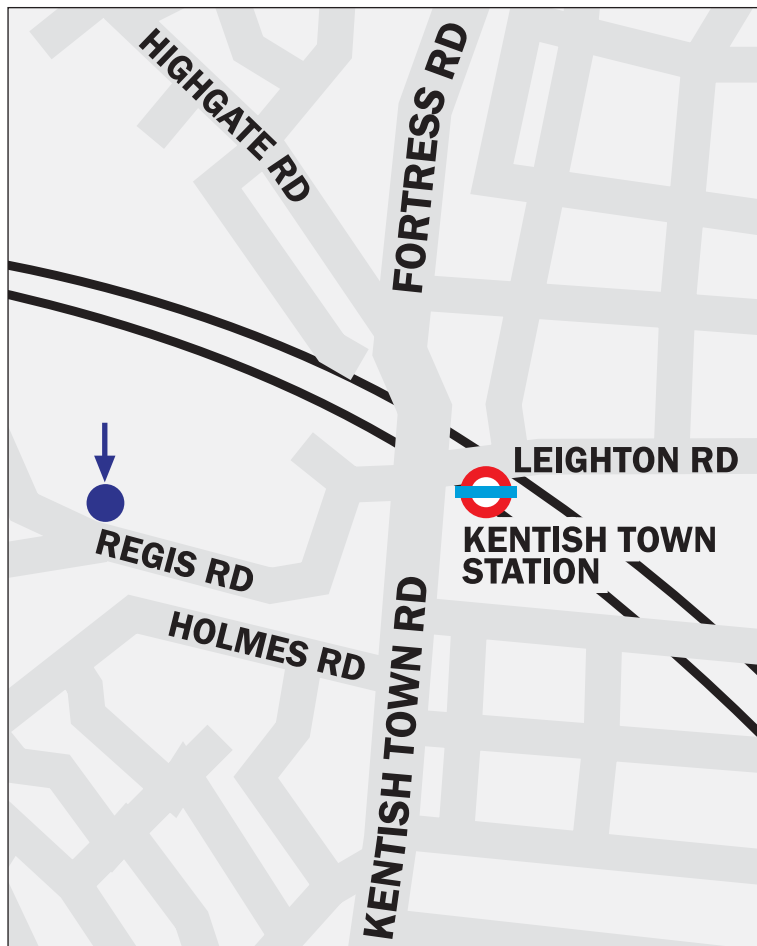 HIGHGATE RD
FORTRESS RD
LEIGHTON RD
KENTISH TOWN
STATION
REGIS RD
HOLMES RD
KENTISH TOWN RD